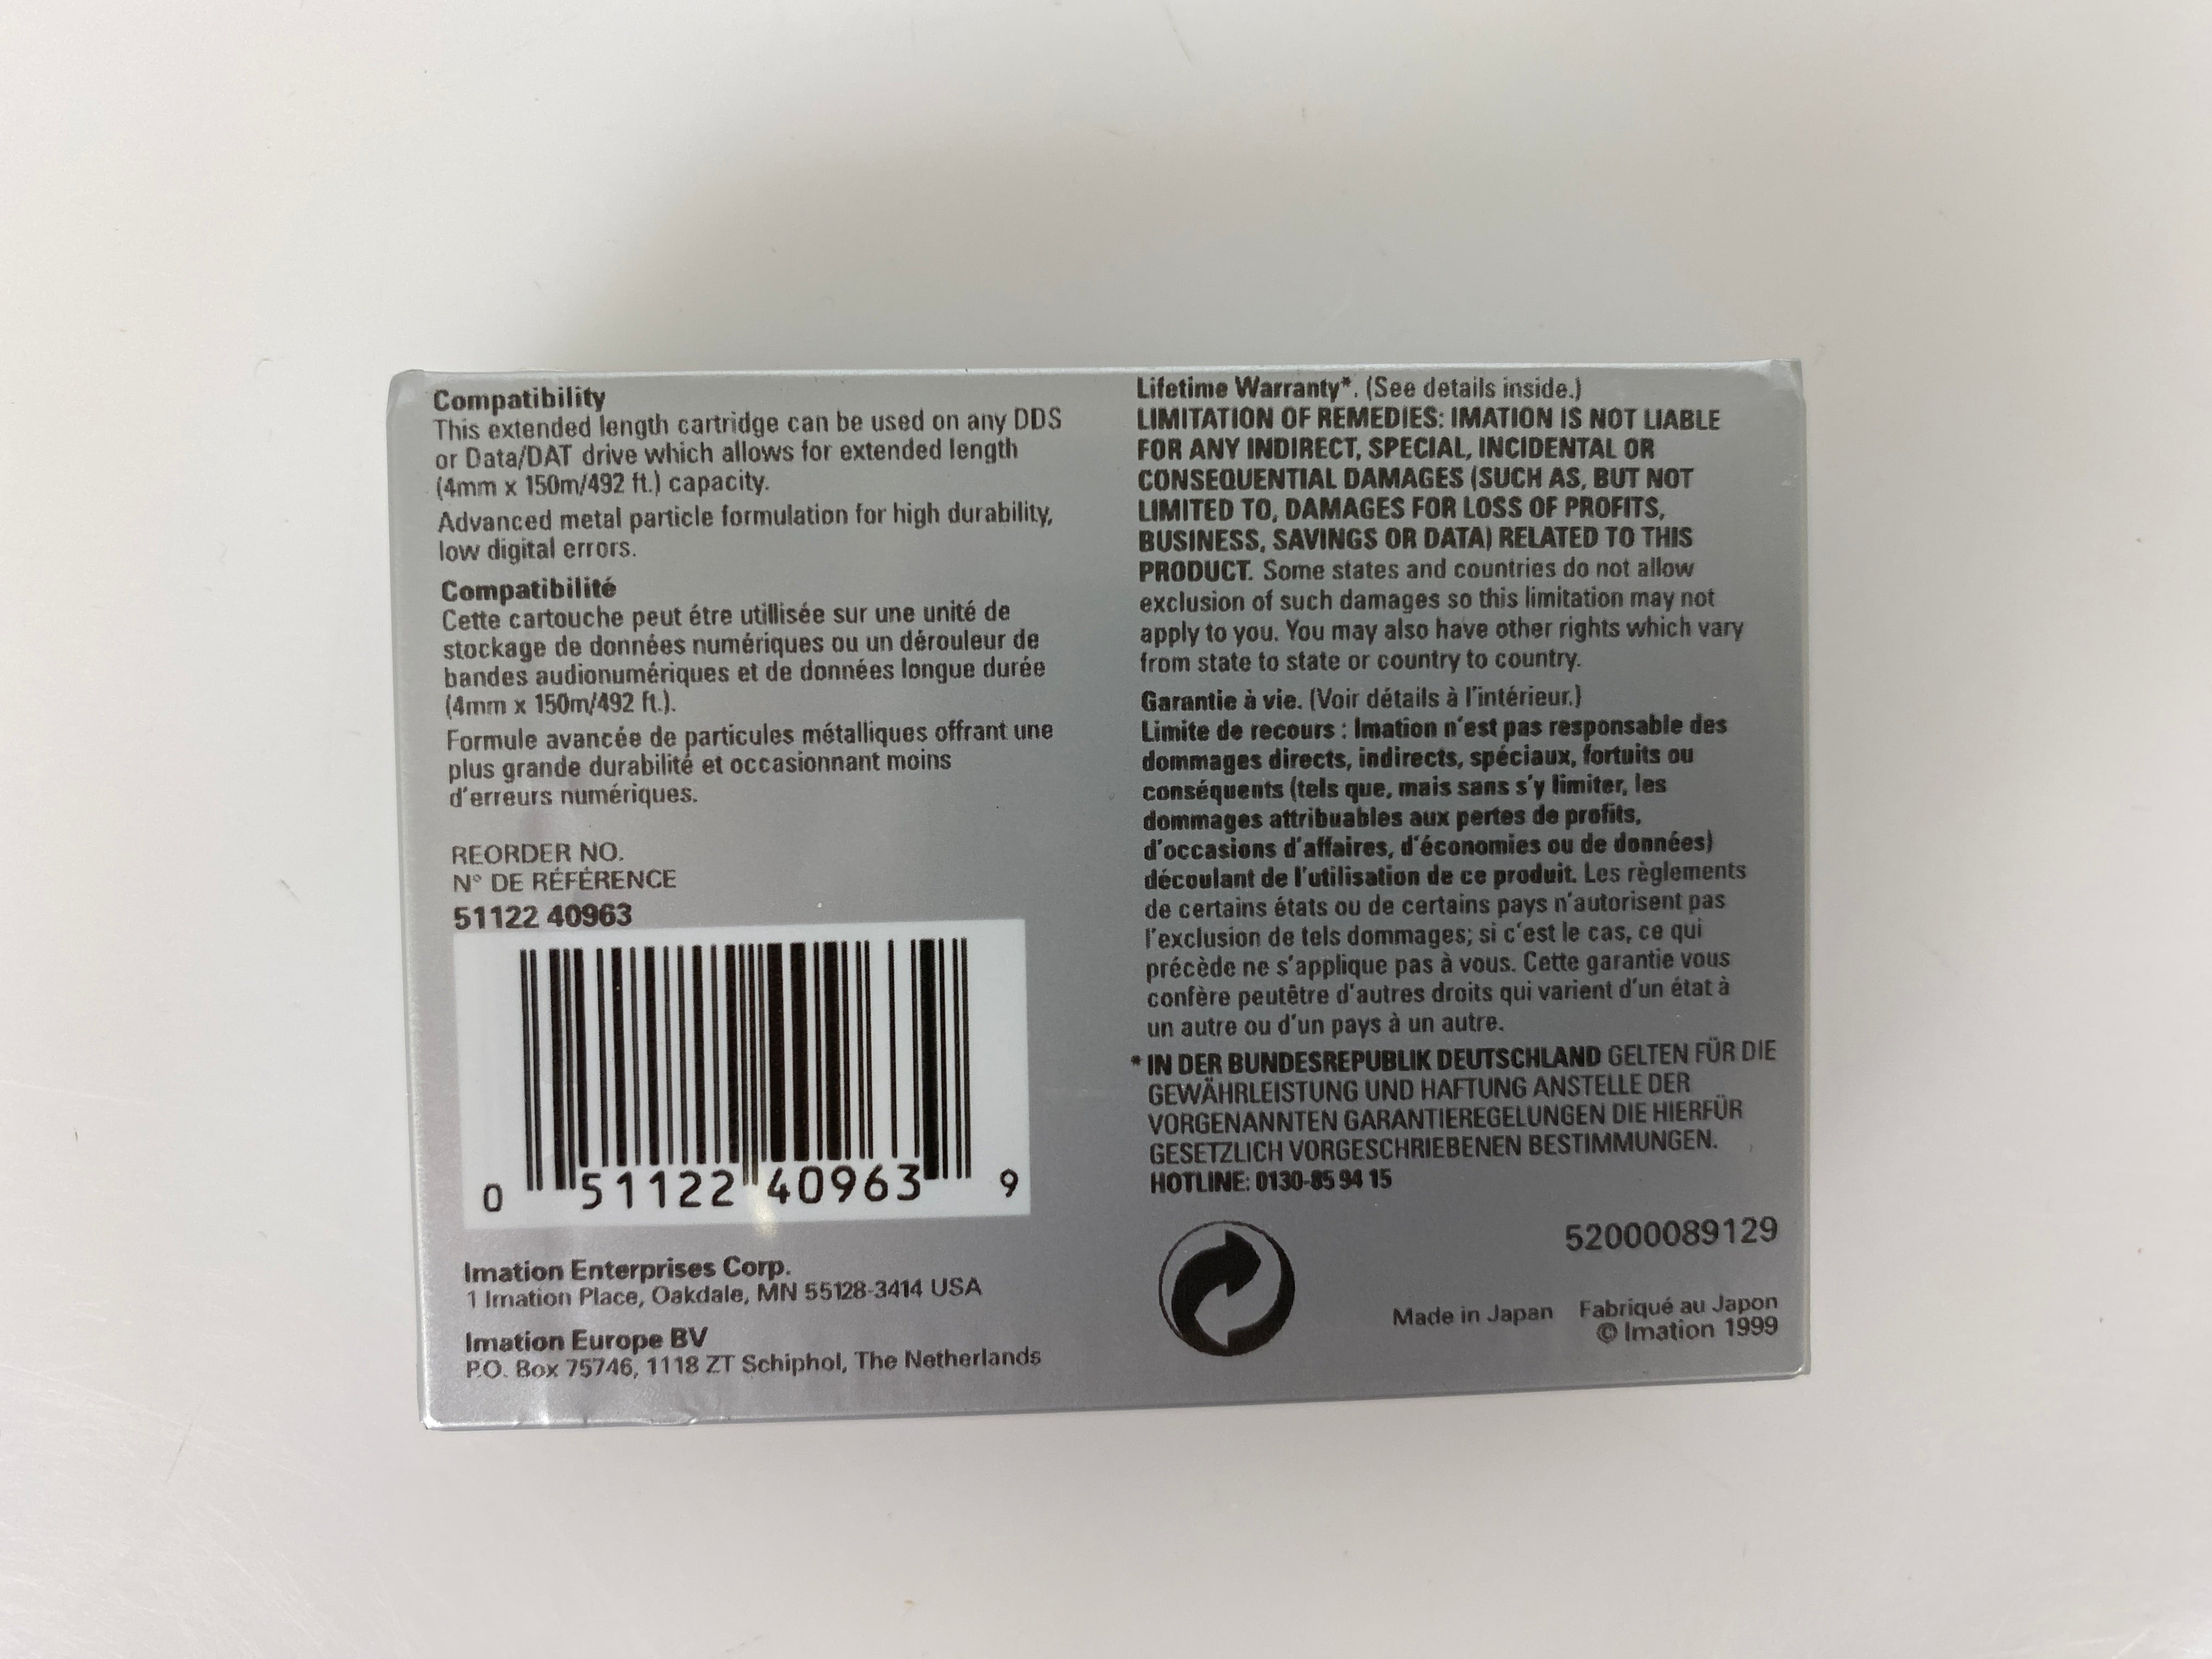 Compatibility
This extended length cartridge can be used on any DDS
or Data/DAT drive which allows for extended length
(4mm x 150m/492 ft.) capacity.
Advanced metal particle formulation for high durability,
low digital errors.
Compatibilité
Cette cartouche peut étre utillisée sur une unité de
stockage de données numériques ou un dérouleur de
bandes audionumériques et de données longue durée
(4mm x 150m/492 ft.).
Formule avancée de particules métalliques offrant une
plus grande durabilité et occasionnant moins
d'erreurs numériques.
REORDER NO.
N° DE RÉFÉRENCE
51122 40963
0 51122 40963 9
Imation Enterprises Corp.
1 Imation Place, Oakdale, MN 55128-3414 USA
Imation Europe BV
P.O. Box 75746, 1118 ZT Schiphol, The Netherlands
Lifetime Warranty*. (See details inside.)
LIMITATION OF REMEDIES: IMATION IS NOT LIABLE
FOR ANY INDIRECT, SPECIAL, INCIDENTAL OR
CONSEQUENTIAL DAMAGES (SUCH AS, BUT NOT
LIMITED TO, DAMAGES FOR LOSS OF PROFITS,
BUSINESS, SAVINGS OR DATA) RELATED TO THIS
PRODUCT. Some states and countries do not allow
exclusion of such damages so this limitation may not
apply to you. You may also have other rights which vary
from state to state or country to country.
Garantie à vie. (Voir détails à l'intérieur.)
Limite de recours : Imation n'est pas responsable des
dommages directs, indirects, spéciaux, fortuits ou
conséquents (tels que, mais sans s'y limiter, les
dommages attribuables aux pertes de profits,
d'occasions d'affaires, d'économies ou de données)
découlant de l'utilisation de ce produit. Les règlements
de certains états ou de certains pays n'autorisent pas
l'exclusion de tels dommages; si c'est le cas, ce qui
précède ne s'applique pas à vous. Cette garantie vous
confère peutêtre d'autres droits qui varient d'un état à
un autre ou d'un pays à un autre.
* IN DER BUNDESREPUBLIK DEUTSCHLAND GELTEN FÜR DIE
GEWÄHRLEISTUNG UND HAFTUNG ANSTELLE DER
VORGENANNTEN GARANTIEREGELUNGEN DIE HIERFÜR
GESETZLICH VORGESCHRIEBENEN BESTIMMUNGEN.
HOTLINE: 0130-85 94 15
52000089129
Made in Japan Fabriqué au Japon
© Imation 1999